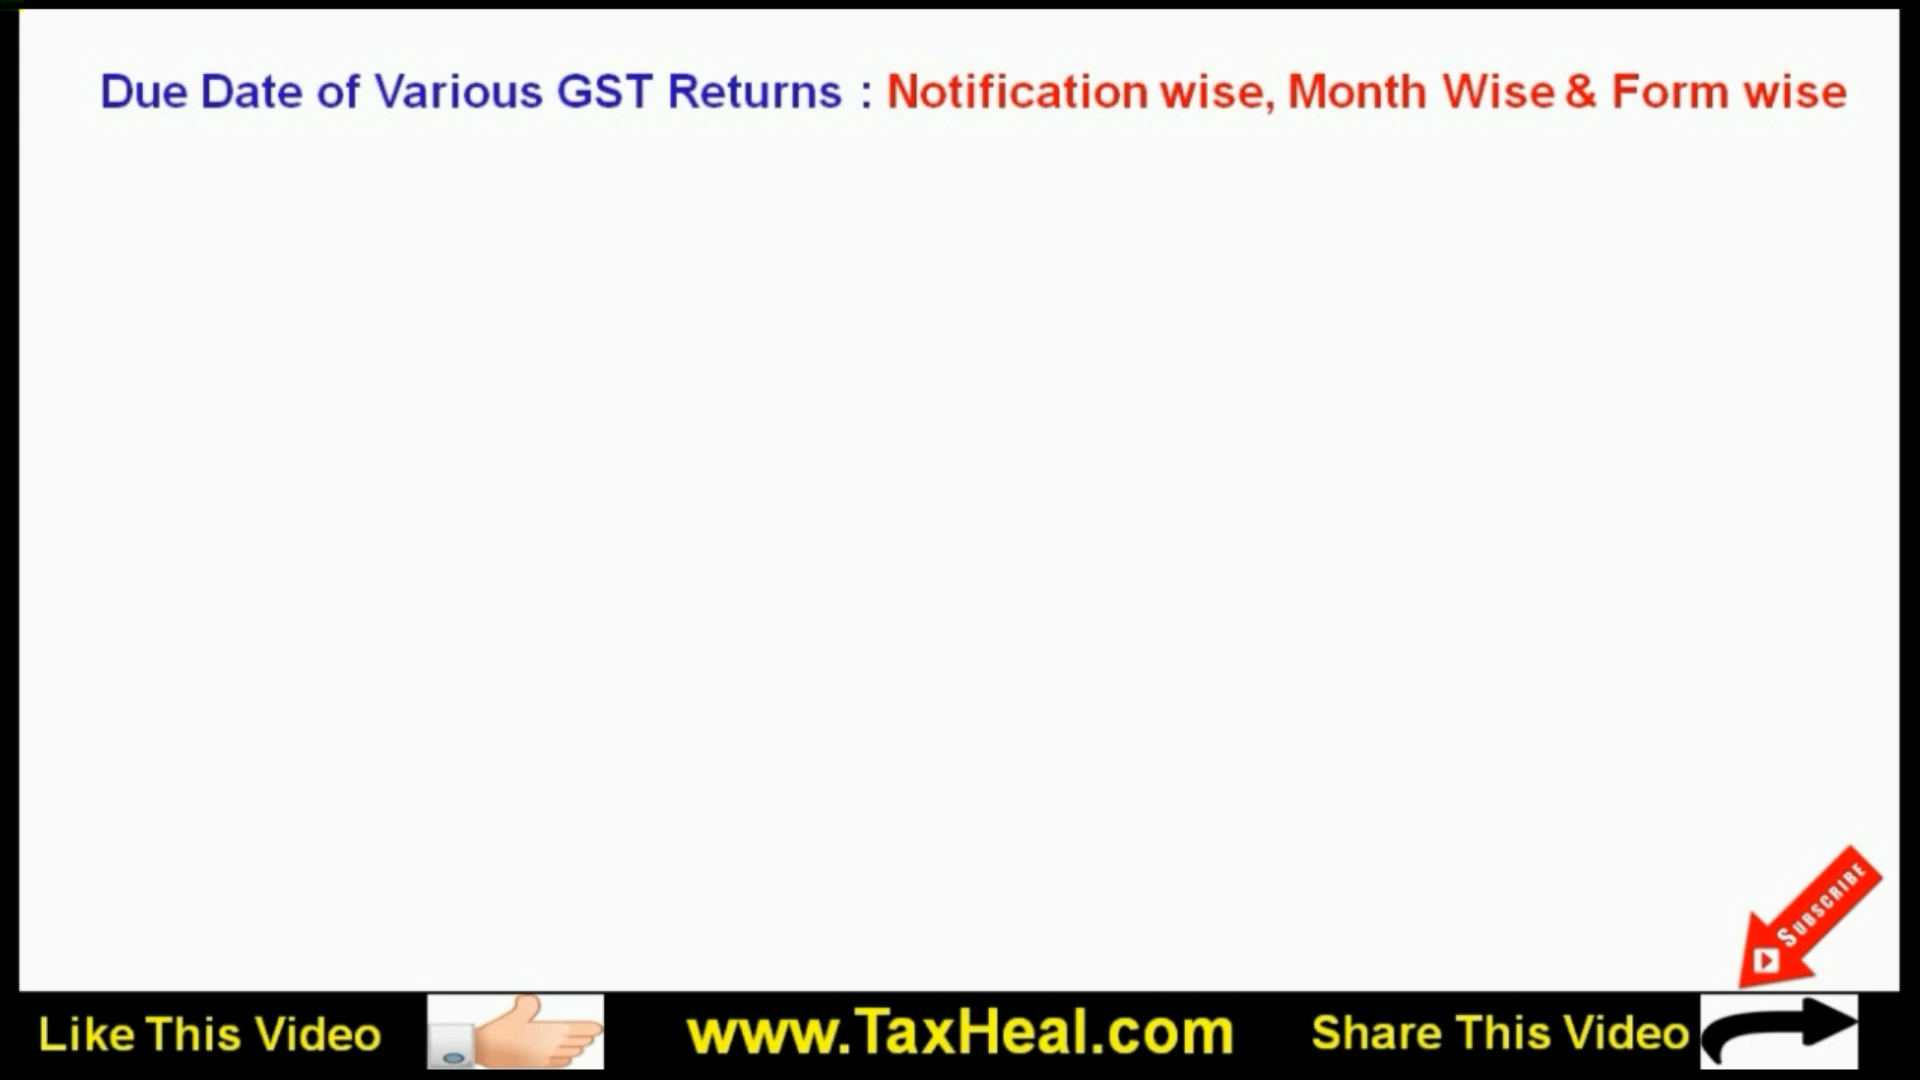 Due Date of Various GST Returns : Notification wise, Month Wise & Form wise
SUBSCRIBE
Like This Video www.TaxHeal.com Share This Video